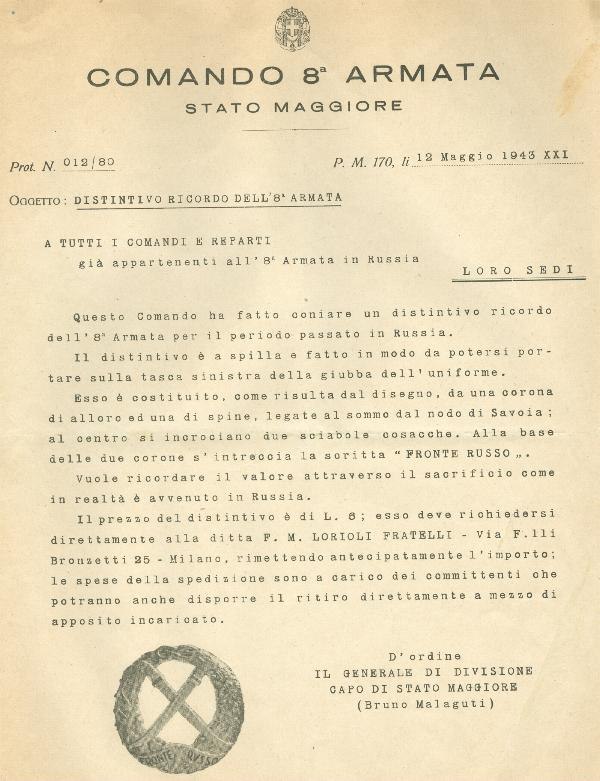 COMANDO 8ª ARMATA
STATO MAGGIORE
Prot. N. 012/80 P. M. 170, li 12 Maggio 1943 XXI
OGGETTO: DISTINTIVO RICORDO DELL'8ª ARMATA
A TUTTI I COMANDI E REPARTI
già appartenenti all'8ª Armata in Russia
LORO SEDI
Questo Comando ha fatto coniare un distintivo ricordo
dell'8ª Armata per il periodo passato in Russia.
Il distintivo è a spilla e fatto in modo da potersi por-
tare sulla tasca sinistra della giubba dell'uniforme.
Esso è costituito, come risulta dal disegno, da una corona
di alloro ed una di spine, legate al sommo dal nodo di Savoia;
al centro si incrociano due sciabole cosacche. Alla base
delle due corone s'intreccia la scritta "FRONTE RUSSO„.
Vuole ricordare il valore attraverso il sacrificio come
in realtà è avvenuto in Russia.
Il prezzo del distintivo è di L. 8; esso deve richiedersi
direttamente alla ditta F. M. LORIOLI FRATELLI - Via F.lli
Bronzetti 25 - Milano, rimettendo antecipatamente l'importo;
le spese della spedizione sono a carico dei committenti che
potranno anche disporre il ritiro direttamente a mezzo di
apposito incaricato.
D'ordine
IL GENERALE DI DIVISIONE
CAPO DI STATO MAGGIORE
(Bruno Malaguti)
FRONTE RUSSO